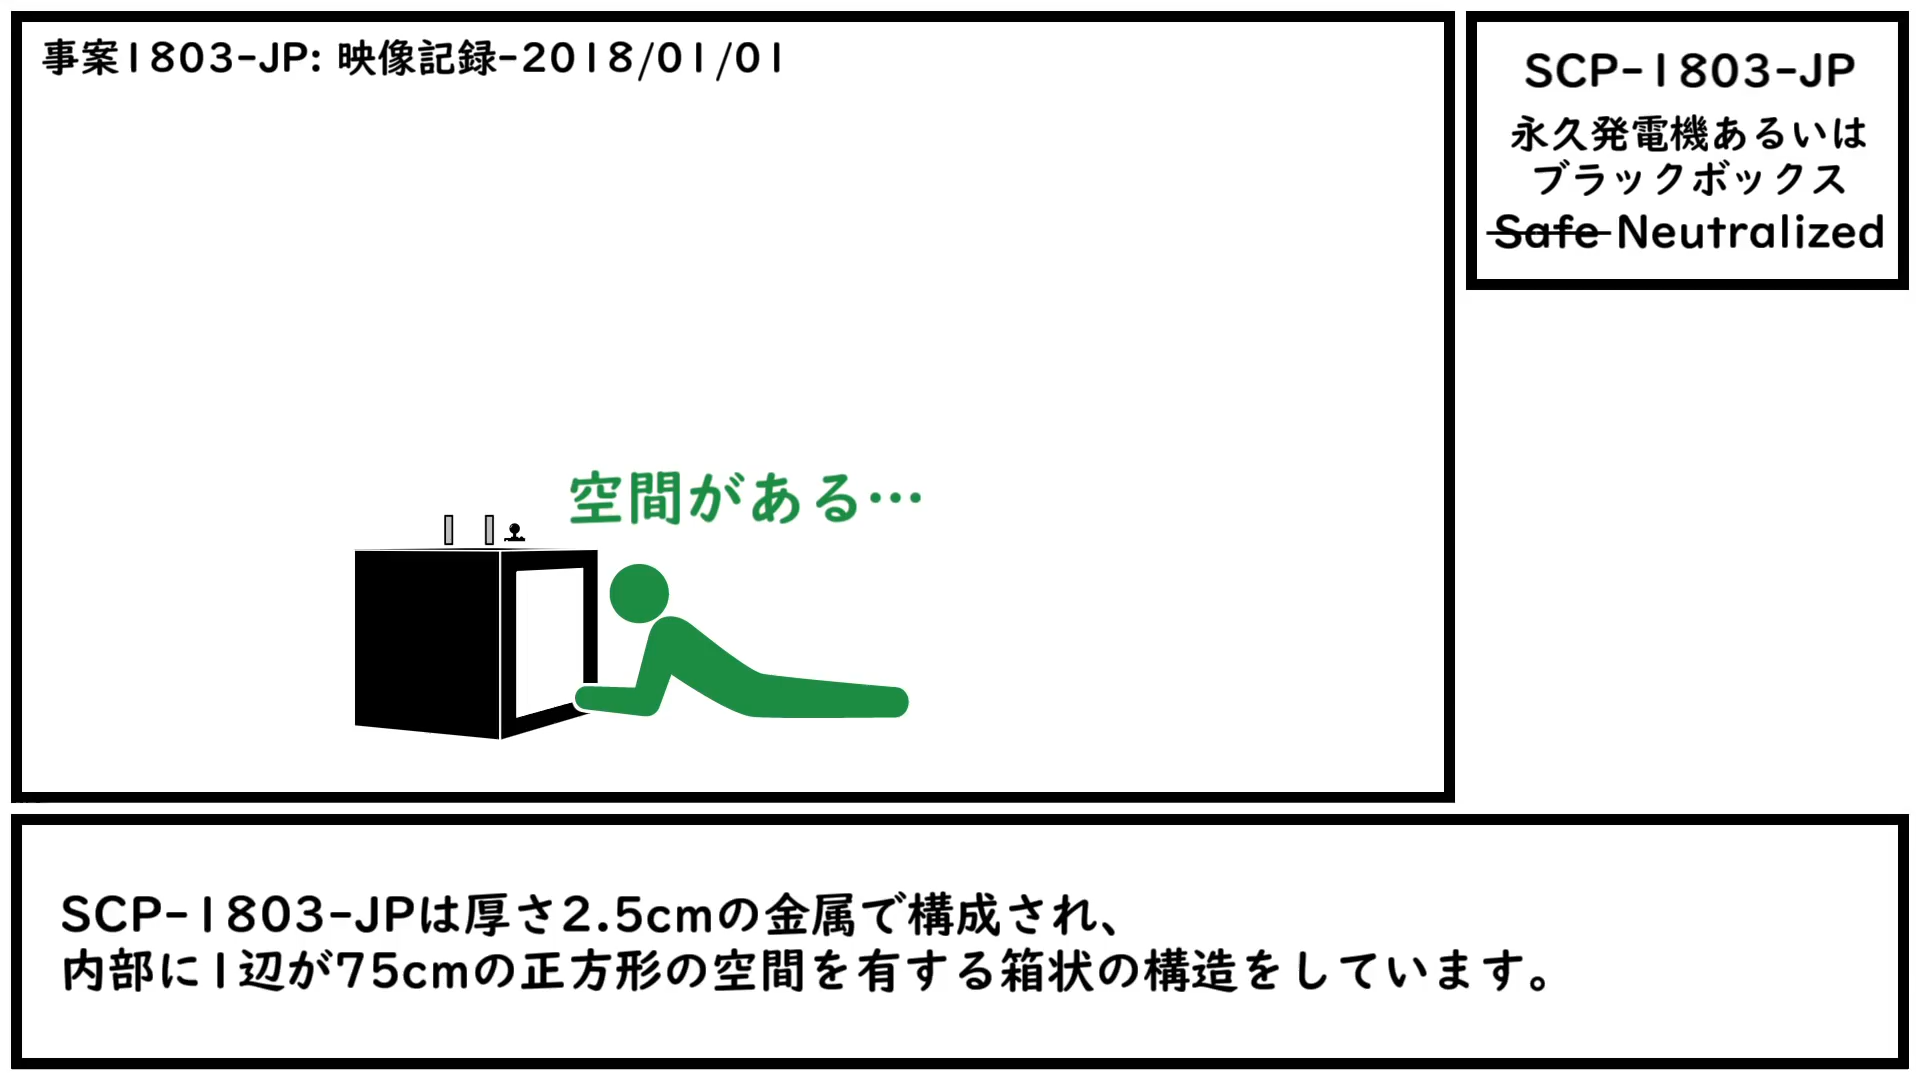 事案1803-JP: 映像記録-2018/01/01
SCP-1803-JP
永久発電機あるいは
ブラックボックス
Safe Neutralized
空間がある…
SCP-1803-JPは厚さ2.5cmの金属で構成され、
内部に1辺が75cmの正方形の空間を有する箱状の構造をしています。